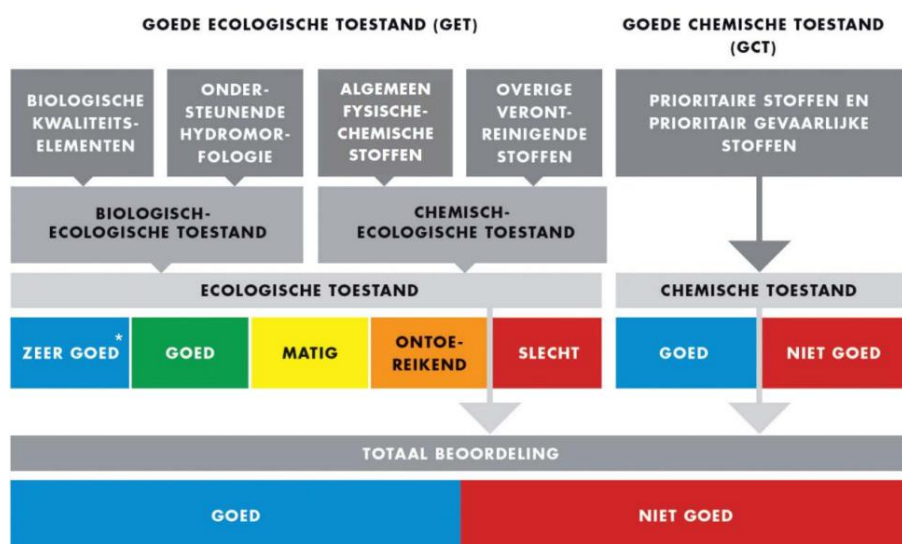 GOEDE ECOLOGISCHE TOESTAND (GET)
GOEDE CHEMISCHE TOESTAND
(GCT)
BIOLOGISCHE
KWALITEITS-
ELEMENTEN
ONDER-
STEUNENDE
HYDROMOR-
FOLOGIE
ALGEMEEN
FYSISCHE-
CHEMISCHE
STOFFEN
OVERIGE
VERONT-
REINIGENDE
STOFFEN
PRIORITAIRE STOFFEN EN
PRIORITAIR GEVAARLIJKE
STOFFEN
BIOLOGISCH-
ECOLOGISCHE TOESTAND
CHEMISCH-
ECOLOGISCHE TOESTAND
ECOLOGISCHE TOESTAND
CHEMISCHE TOESTAND
ZEER GOED*
GOED
MATIG
ONTOE-
REIKEND
SLECHT
GOED
NIET GOED
TOTAAL BEOORDELING
GOED
NIET GOED